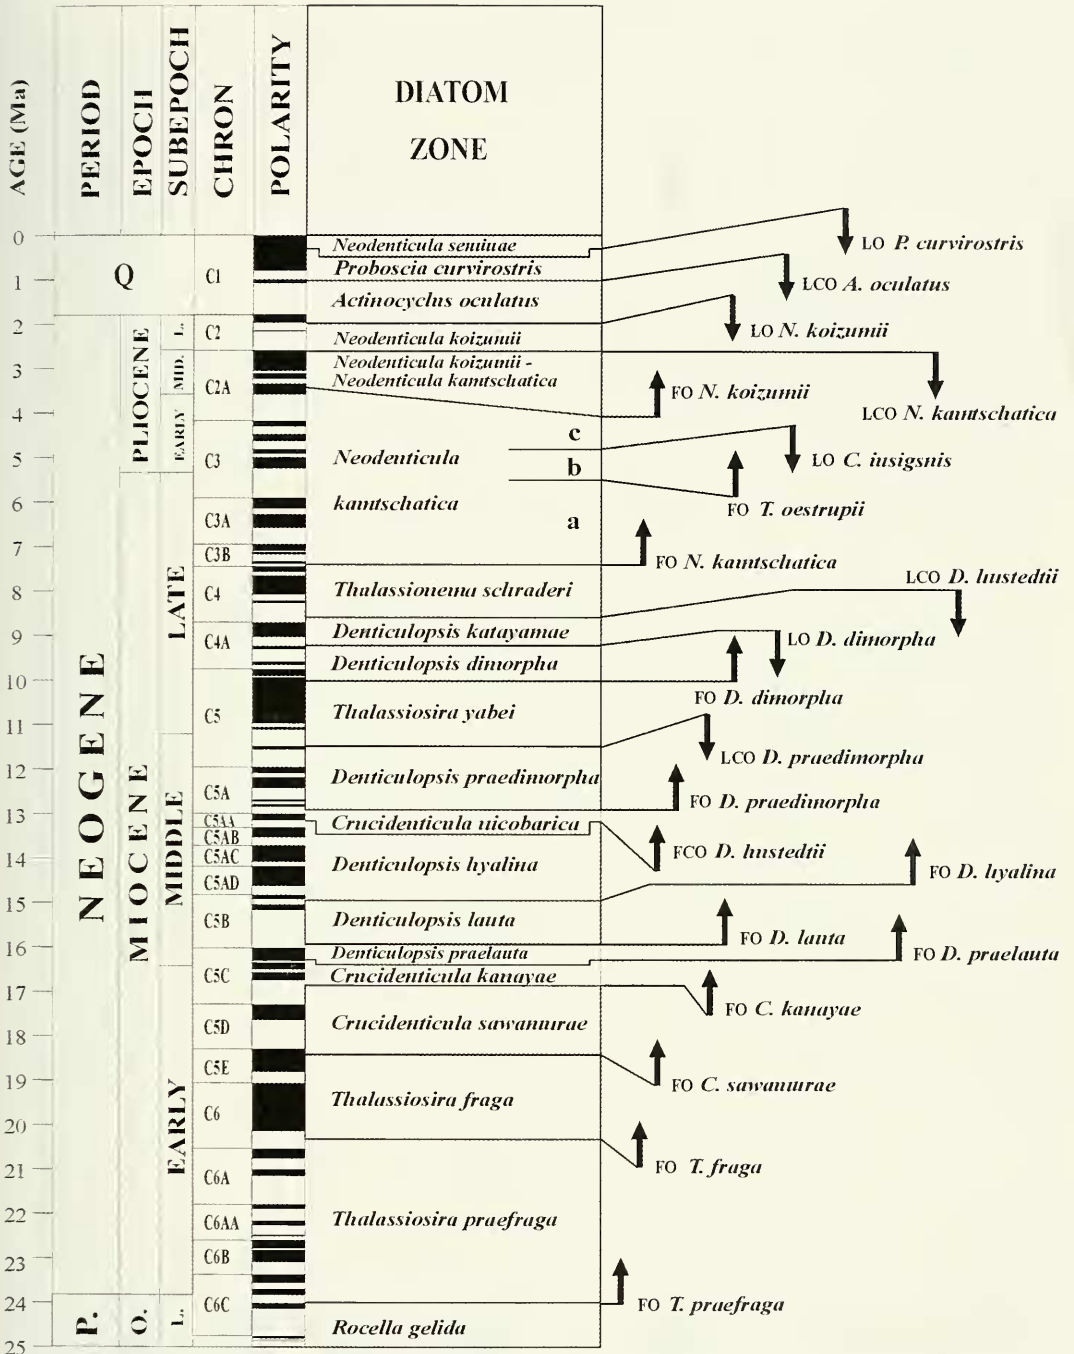 AGE (Ma)
PERIOD
EPOCH
SUBEPOCH
CHRON
POLARITY
DIATOM
ZONE
0
1
2
3
4
5
6
7
8
9
10
11
12
13
14
15
16
17
18
19
20
21
22
23
24
25
Q
NEOGENE
P.
PLIOCENE
MIOCENE
O.
L.
MID.
EARLY
LATE
MIDDLE
EARLY
L.
C1
C2
C2A
C3
C3A
C3B
C4
C4A
C5
C5A
C5AA
C5AB
C5AC
C5AD
C5B
C5C
C5D
C5E
C6
C6A
C6AA
C6B
C6C
Neodenticula seminae
Proboscia curvirostris
Actinocyclus oculatus
Neodenticula koizumii
Neodenticula koizumii -
Neodenticula kamtschatica
Neodenticula
kamtschatica
c
b
a
Thalassionema schraderi
Denticulopsis katayamae
Denticulopsis dimorpha
Thalassiosira yabei
Denticulopsis praedimorpha
Crucidenticula nicobarica
Denticulopsis hyalina
Denticulopsis lauta
Denticulopsis praelauta
Crucidenticula kanayae
Crucidenticula sawamurae
Thalassiosira fraga
Thalassiosira praefraga
Rocella gelida
LO P. curvirostris
LCO A. oculatus
LO N. koizumii
FO N. koizumii
LCO N. kamtschatica
LO C. insigsnis
FO T. oestrupii
FO N. kamtschatica
LCO D. hustedtii
LO D. dimorpha
FO D. dimorpha
LCO D. praedimorpha
FO D. praedimorpha
FCO D. hustedtii
FO D. hyalina
FO D. lauta
FO D. praelauta
FO C. kanayae
FO C. sawamurae
FO T. fraga
FO T. praefraga